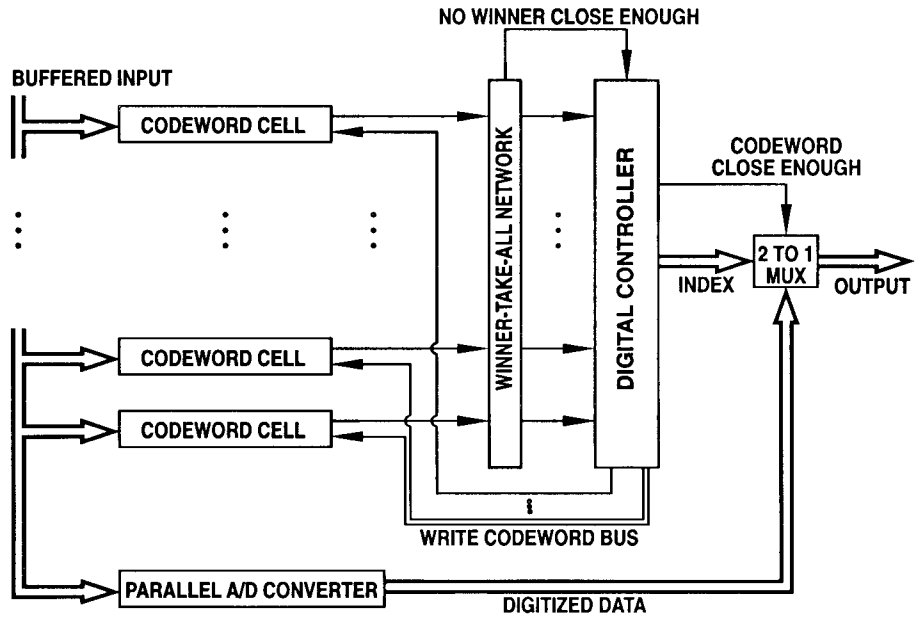 NO WINNER CLOSE ENOUGH
BUFFERED INPUT
CODEWORD CELL
WINNER-TAKE-ALL NETWORK
DIGITAL CONTROLLER
CODEWORD
CLOSE ENOUGH
2 TO 1
MUX
INDEX
OUTPUT
CODEWORD CELL
CODEWORD CELL
WRITE CODEWORD BUS
PARALLEL A/D CONVERTER
DIGITIZED DATA